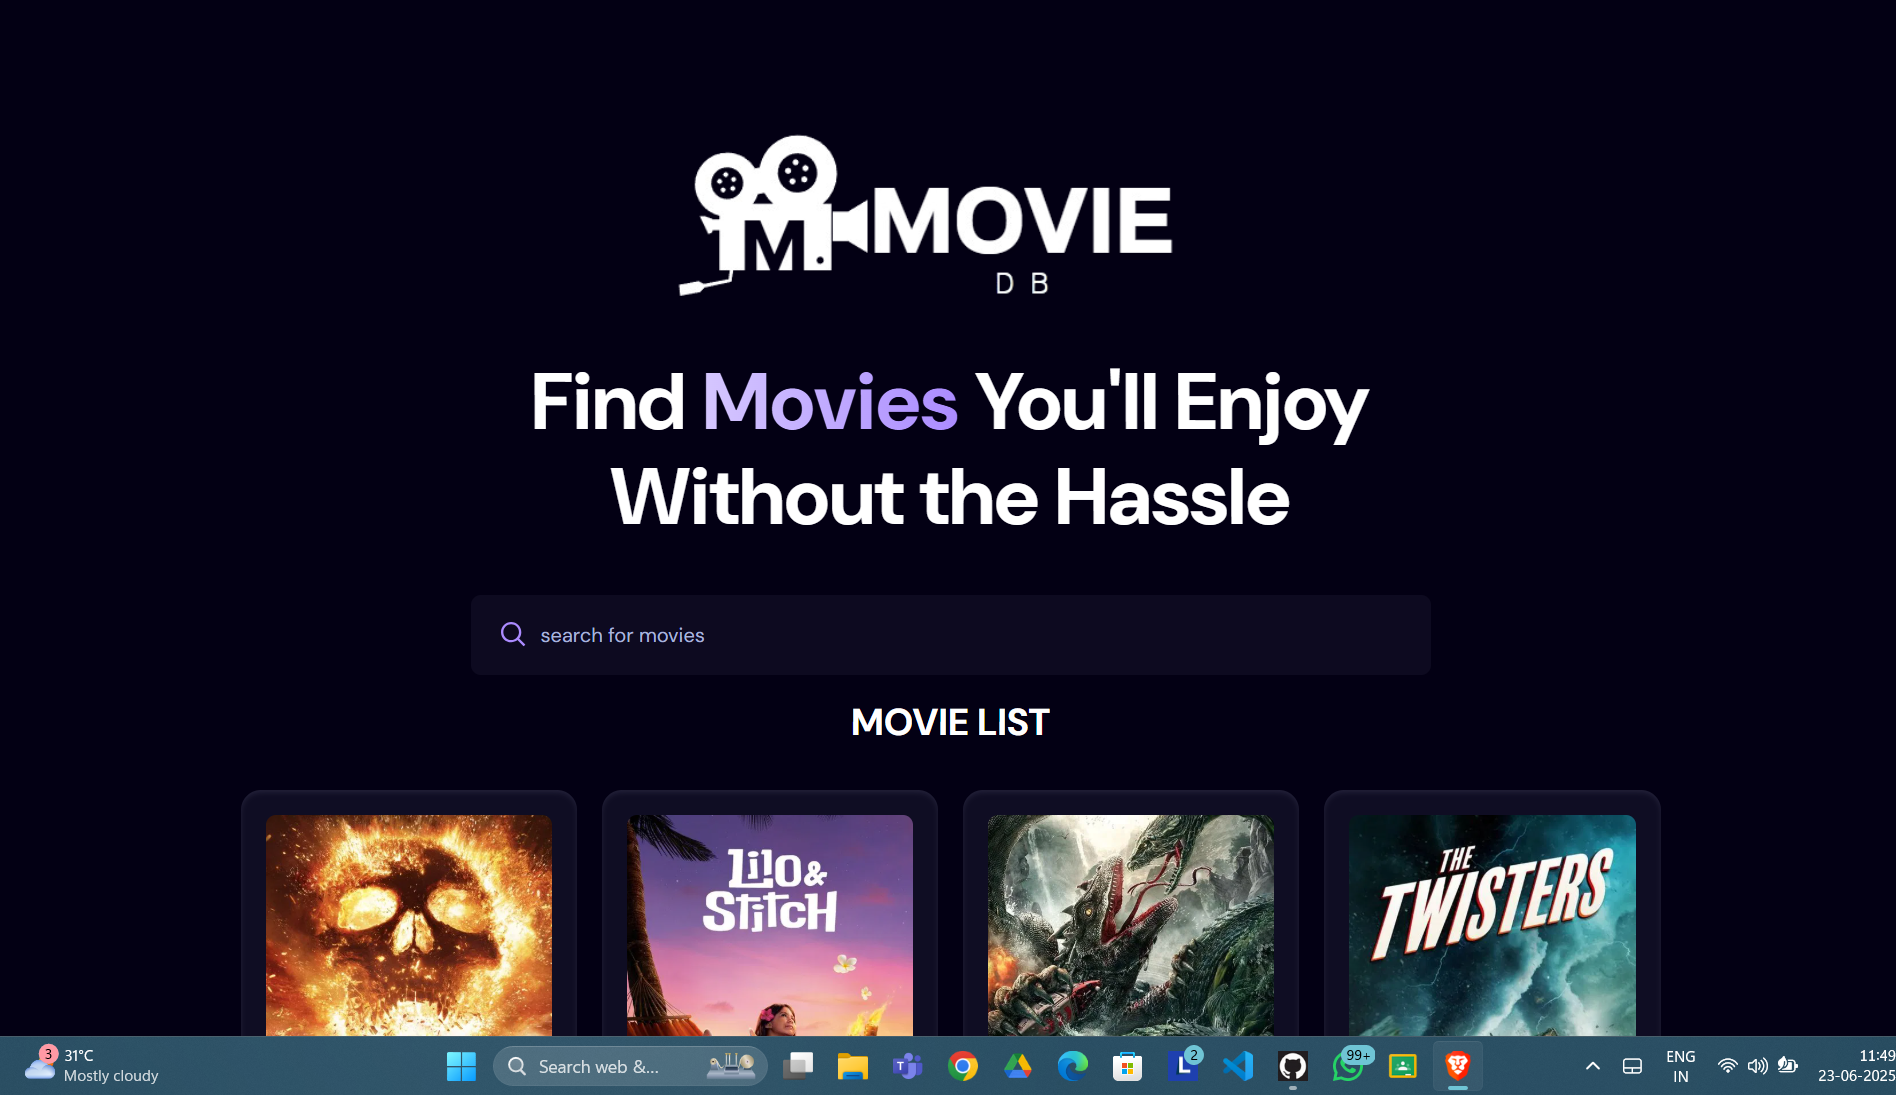 M.
MOVIE
D B
Find Movies You'll Enjoy
Without the Hassle
search for movies
MOVIE LIST
LiLO &
STitCH
THE
TWISTERS
3
31°C
Mostly cloudy
Search web &...
T
L
2
99+
ENG
IN
11:49
23-06-2025